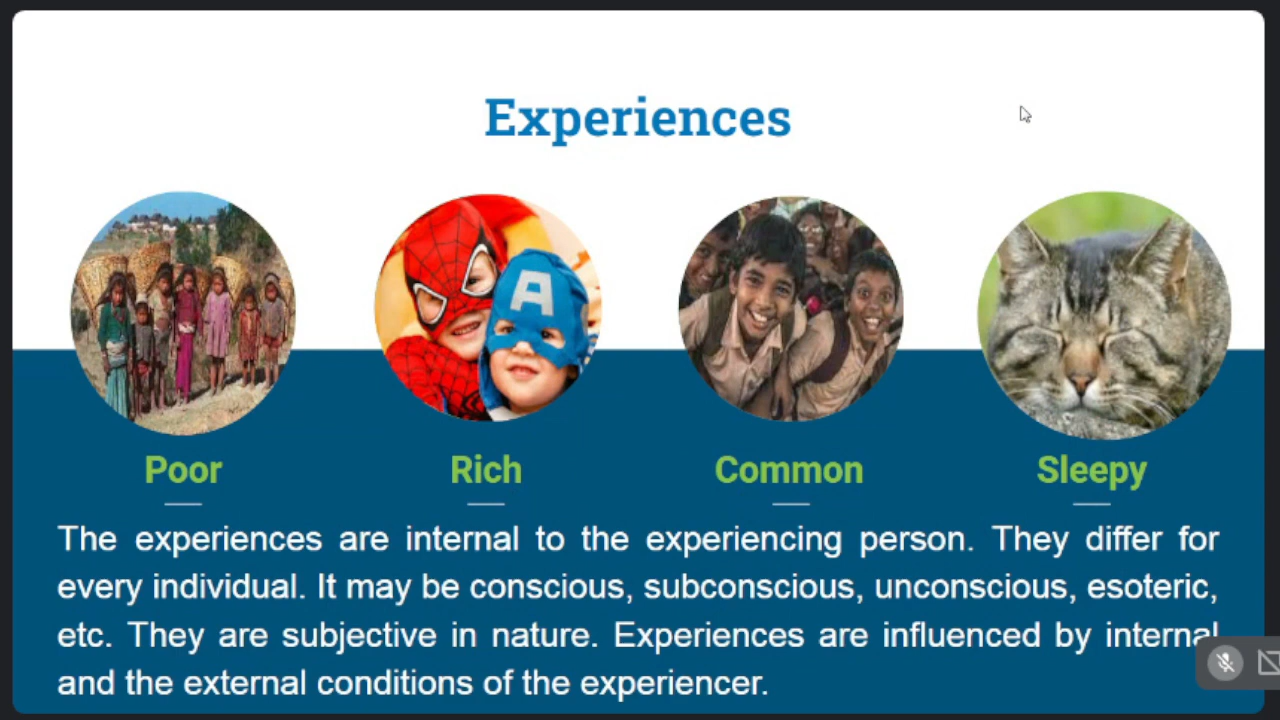 Experiences
A
Poor
Rich
Common
Sleepy
The experiences are internal to the experiencing person. They differ for
every individual. It may be conscious, subconscious, unconscious, esoteric,
etc. They are subjective in nature. Experiences are influenced by internal
and the external conditions of the experiencer.